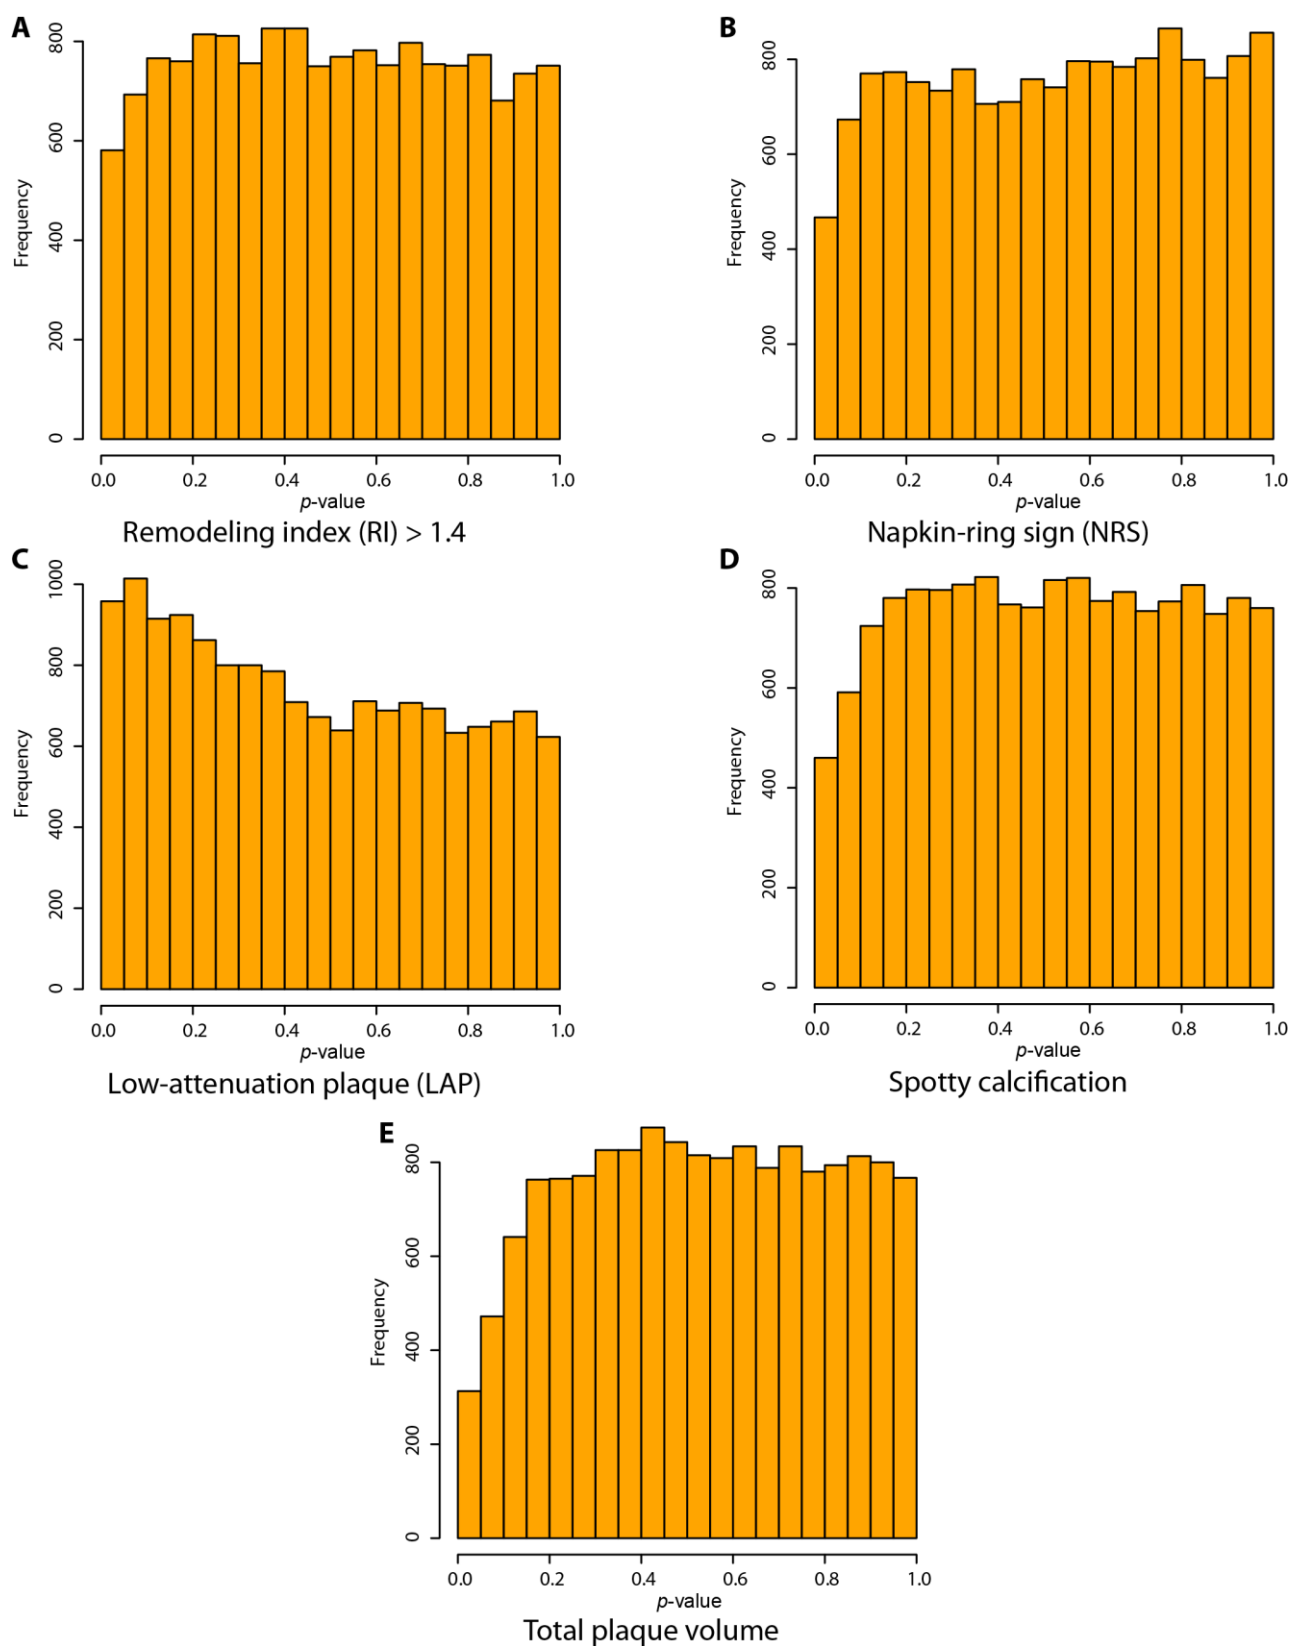 A
Frequency
800
600
400
200
0
0.0 0.2 0.4 0.6 0.8 1.0
p-value
Remodeling index (RI) > 1.4
B
Frequency
800
600
400
200
0
0.0 0.2 0.4 0.6 0.8 1.0
p-value
Napkin-ring sign (NRS)
C
Frequency
1000
800
600
400
200
0
0.0 0.2 0.4 0.6 0.8 1.0
p-value
Low-attenuation plaque (LAP)
D
Frequency
800
600
400
200
0
0.0 0.2 0.4 0.6 0.8 1.0
p-value
Spotty calcification
E
Frequency
800
600
400
200
0
0.0 0.2 0.4 0.6 0.8 1.0
p-value
Total plaque volume